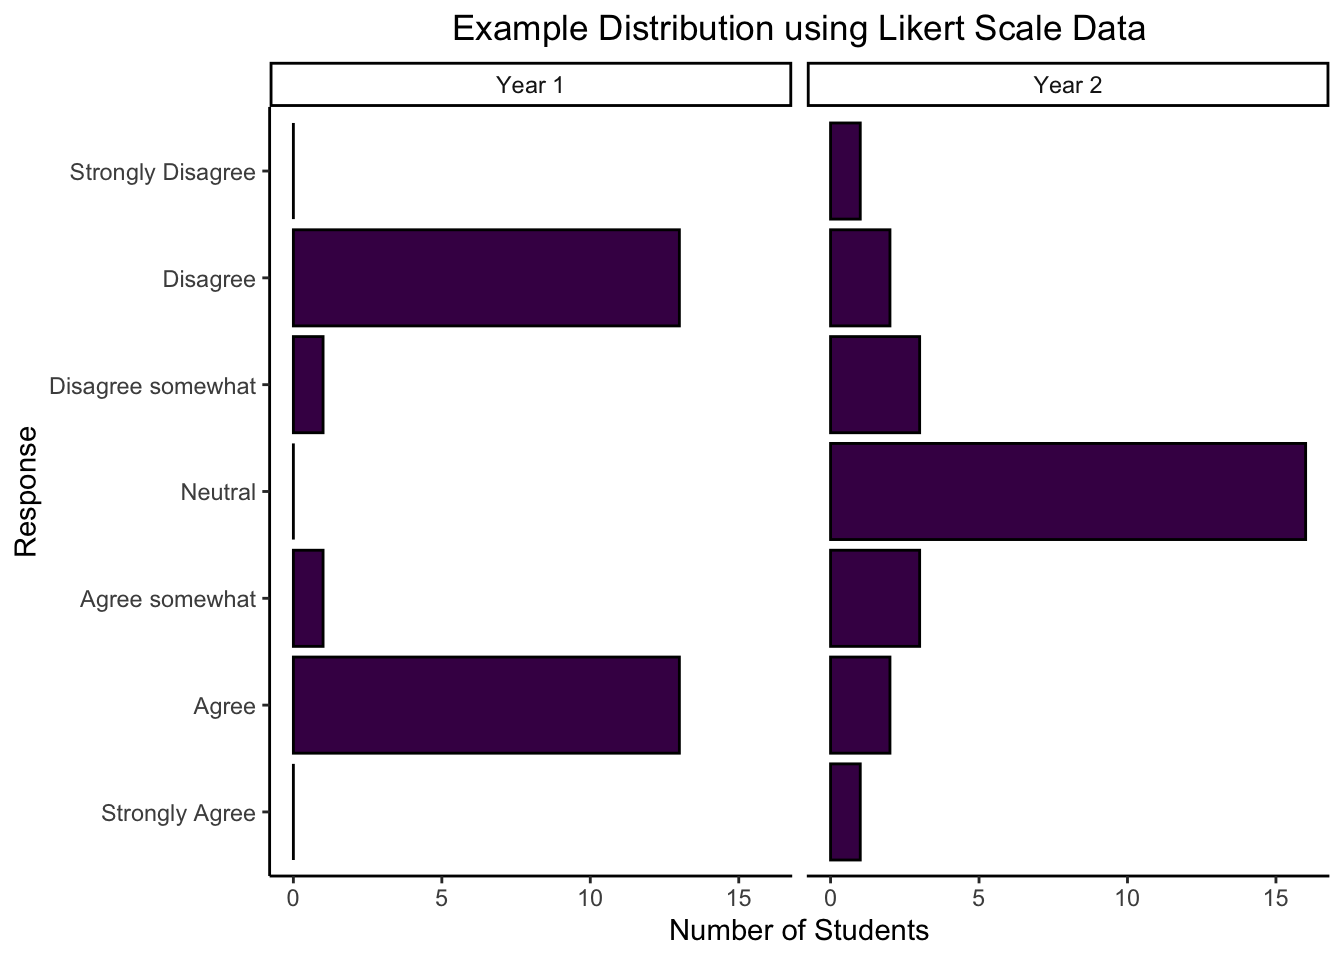 Example Distribution using Likert Scale Data
Year 1
Year 2
Response
Strongly Disagree
Disagree
Disagree somewhat
Neutral
Agree somewhat
Agree
Strongly Agree
0 5 10 15
0 5 10 15
Number of Students